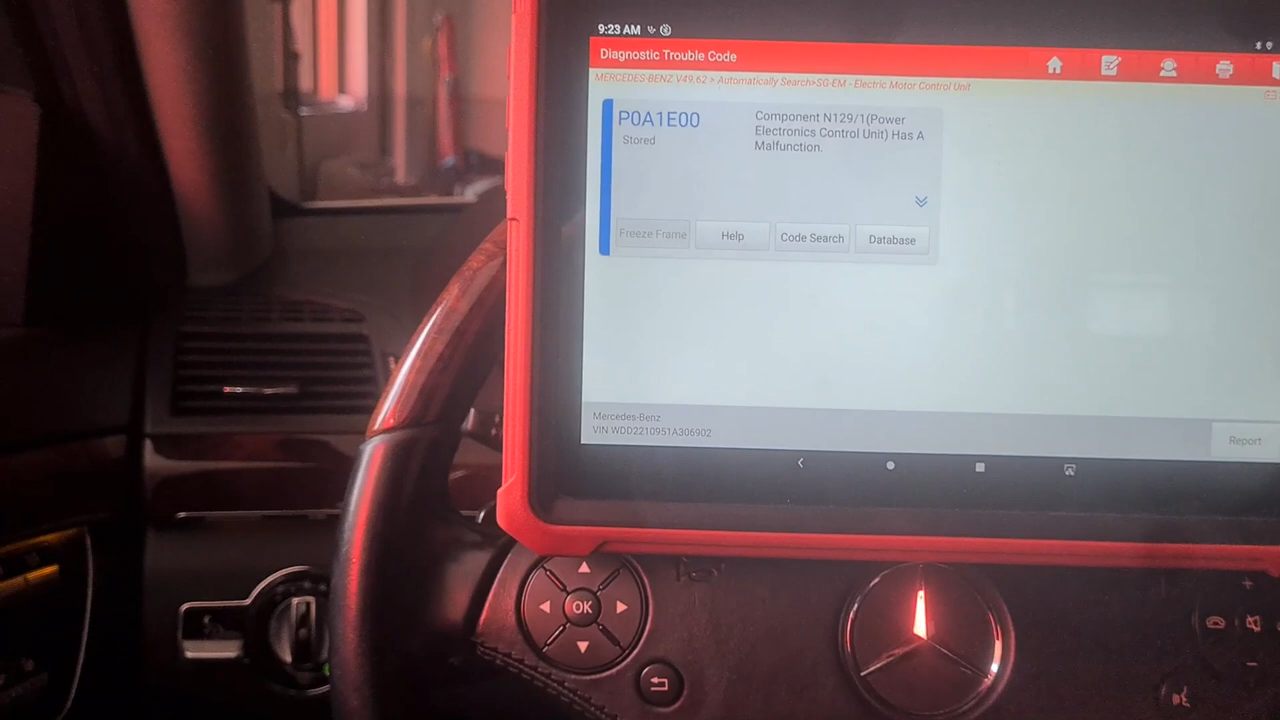 9:23 AM
Diagnostic Trouble Code
MERCEDES-BENZ V49.62 > Automatically Search>SG-EM - Electric Motor Control Unit
P0A1E00
Stored
Component N129/1(Power
Electronics Control Unit) Has A
Malfunction.
Freeze Frame
Help
Code Search
Database
Mercedes-Benz
VIN WDD2210951A306902
Report
OK